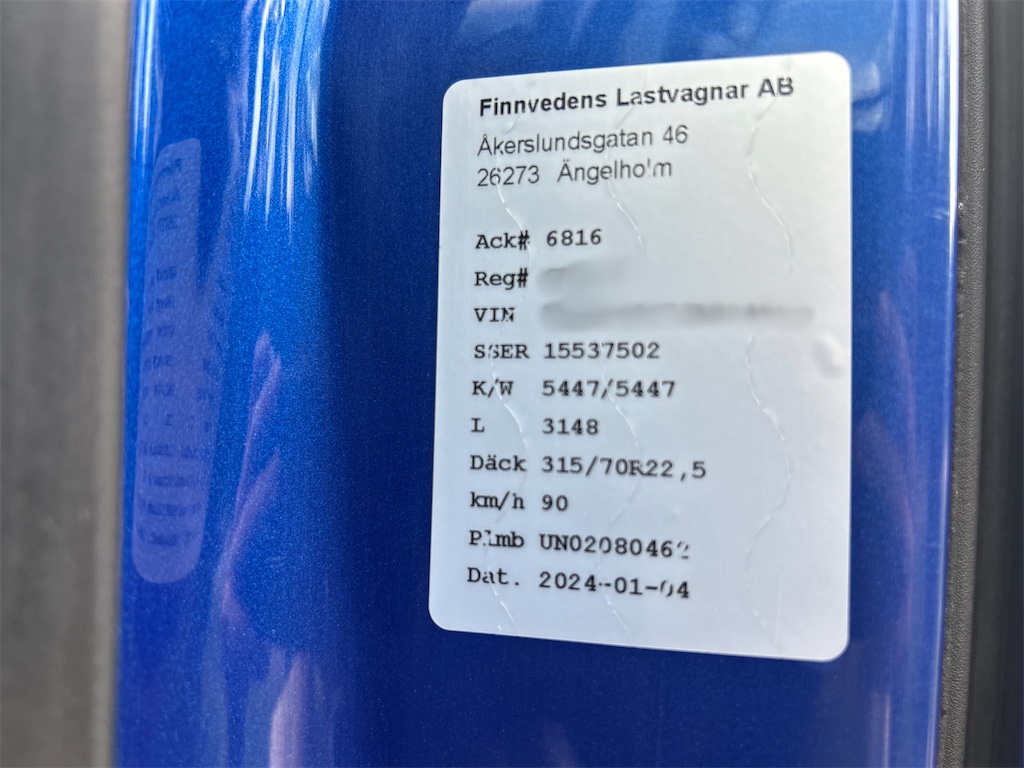 Finnvedens Lastvagnar AB
Åkerslundsgatan 46
26273 Ängelholm
Ack# 6816
Reg#
VIN
SSER 15537502
K/W 5447/5447
L 3148
Däck 315/70R22,5
km/h 90
Plmb UN02080462
Dat. 2024-01-04